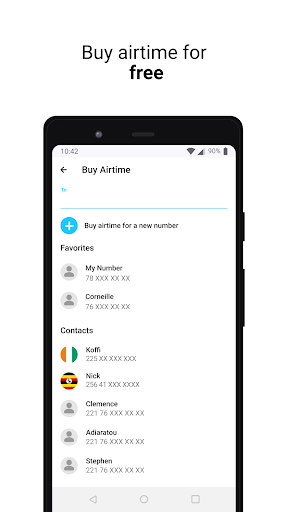 Buy airtime for
free
10:42
90%
Buy Airtime
To
Buy airtime for a new number
Favorites
My Number
78 XXX XX XX
Corneille
76 XXX XX XX
Contacts
Koffi
225 XX XXX XXX
Nick
256 41 XXX XXXX
Clemence
221 76 XXX XX XX
Adiaratou
221 76 XXX XX XX
Stephen
221 76 XXX XX XX